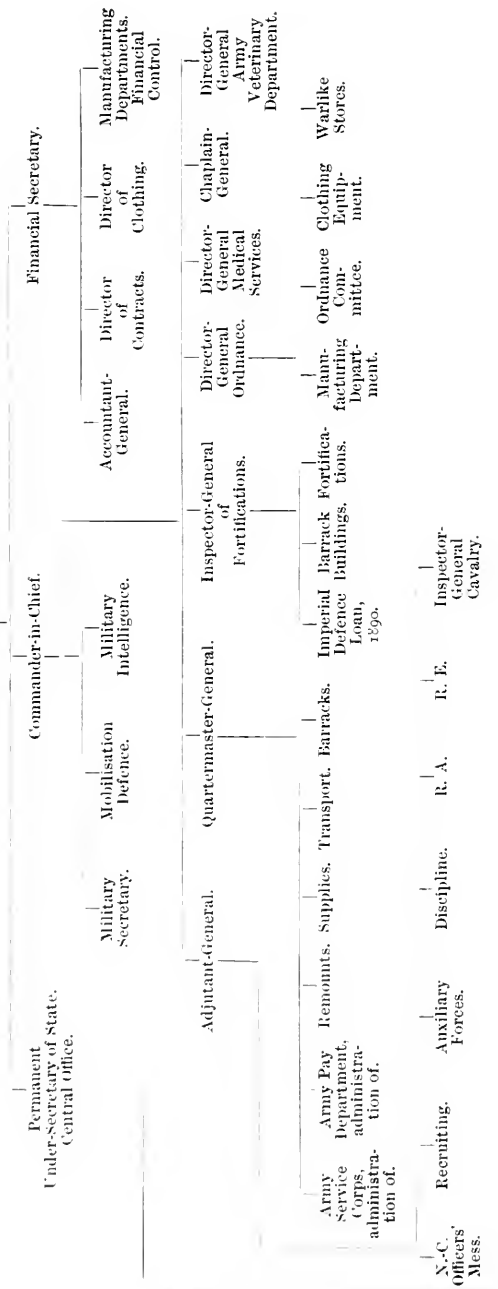 Permanent
Under-Secretary of State.
Central Office.
Commander-in-Chief.
Financial Secretary.
Military
Secretary.
Mobilisation
Defence.
Military
Intelligence.
Accountant-
General.
Director
of
Contracts.
Director
of
Clothing.
Manufacturing
Departments.
Financial
Control.
Adjutant-General.
Quartermaster-General.
Inspector-General
of
Fortifications.
Director-
General
Ordnance.
Director-
General
Medical
Services.
Chaplain-
General.
Director-
General
Army
Veterinary
Department.
Army
Service
Corps,
administra-
tion of.
Army Pay
Department,
administra-
tion of.
Remounts.
Supplies.
Transport.
Barracks.
Imperial
Defence
Loan,
1890.
Barrack
Buildings.
Fortifica-
tions.
Manu-
facturing
Depart-
ment.
Ordnance
Com-
mittee.
Clothing
Equip-
ment.
Warlike
Stores.
N.-C.
Officers'
Mess.
Recruiting.
Auxiliary
Forces.
Discipline.
R. A.
R. E.
Inspector-
General
Cavalry.